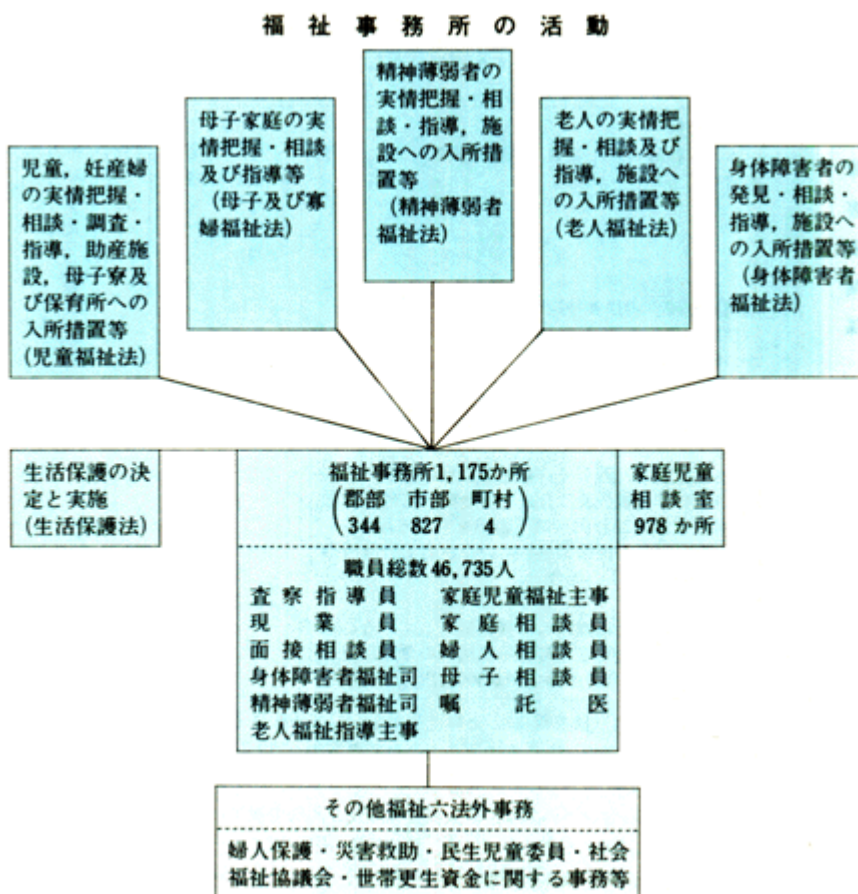 福祉事務所の活動
児童，妊産婦
の実情把握・
相談・調査・
指導，助産施
設，母子寮及
び保育所への
入所措置等
(児童福祉法)
母子家庭の実
情把握・相談
及び指導等
(母子及び寡
婦福祉法)
精神薄弱者の
実情把握・相
談・指導，施
設への入所措
置等
(精神薄弱者
福祉法)
老人の実情把
握・相談及び
指導，施設へ
の入所措置等
(老人福祉法)
身体障害者の
発見・相談・
指導，施設へ
の入所措置等
(身体障害者
福祉法)
生活保護の決
定と実施
(生活保護法)
福祉事務所1,175か所
(郡部 市部 町村
344 827 4)
職員総数46,735人
査察指導員 家庭児童福祉主事
現業員 家庭相談員
面接相談員 婦人相談員
身体障害者福祉司 母子相談員
精神薄弱者福祉司 嘱託医
老人福祉指導主事
家庭児童
相談室
978か所
その他福祉六法外事務
婦人保護・災害救助・民生児童委員・社会
福祉協議会・世帯更生資金に関する事務等